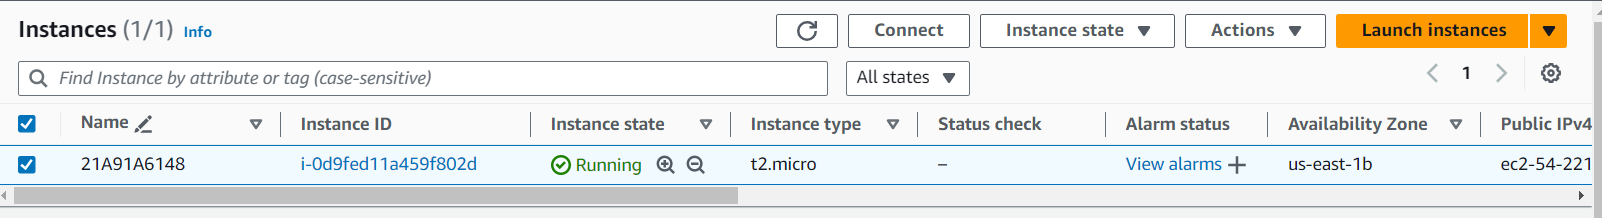 Instances (1/1) Info
Connect
Instance state
Actions
Launch instances
Find Instance by attribute or tag (case-sensitive)
All states
1
Name Instance ID Instance state Instance type Status check Alarm status Availability Zone Public IPv4
21A91A6148 i-0d9fed11a459f802d Running t2.micro – View alarms + us-east-1b ec2-54-221